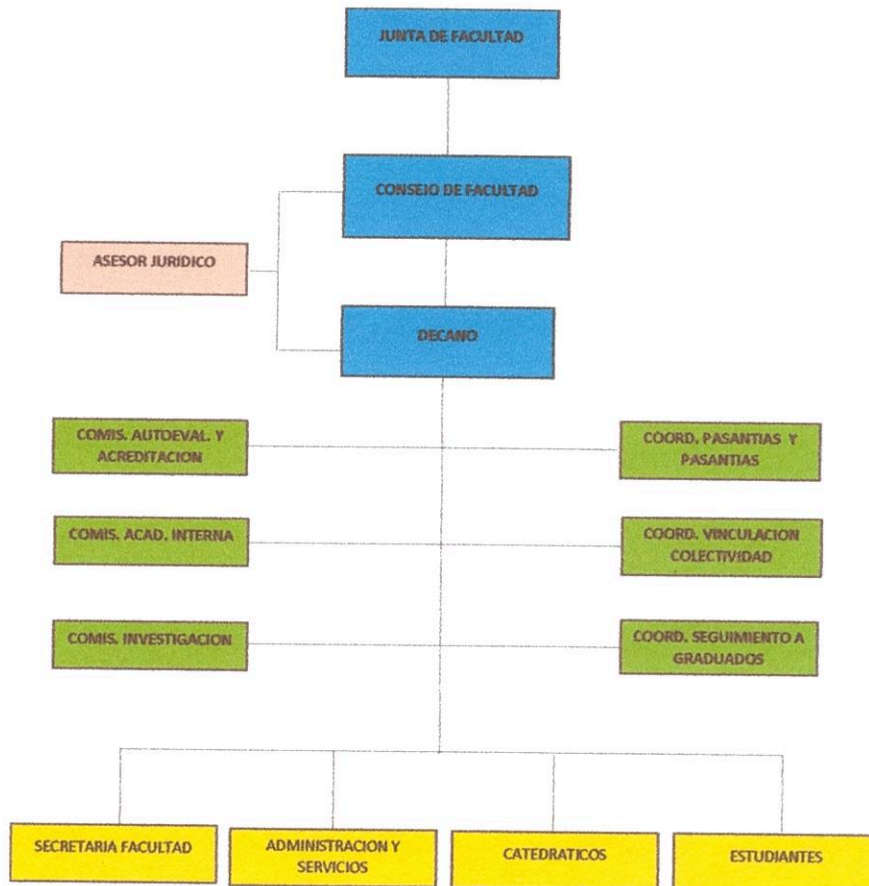 JUNTA DE FACULTAD
CONSEJO DE FACULTAD
ASESOR JURIDICO
DECANO
COMIS. AUTOEVAL. Y
ACREDITACION
COORD. PASANTIAS Y
PASANTIAS
COMIS. ACAD. INTERNA
COORD. VINCULACION
COLECTIVIDAD
COMIS. INVESTIGACION
COORD. SEGUIMIENTO A
GRADUADOS
SECRETARIA FACULTAD
ADMINISTRACION Y
SERVICIOS
CATEDRATICOS
ESTUDIANTES